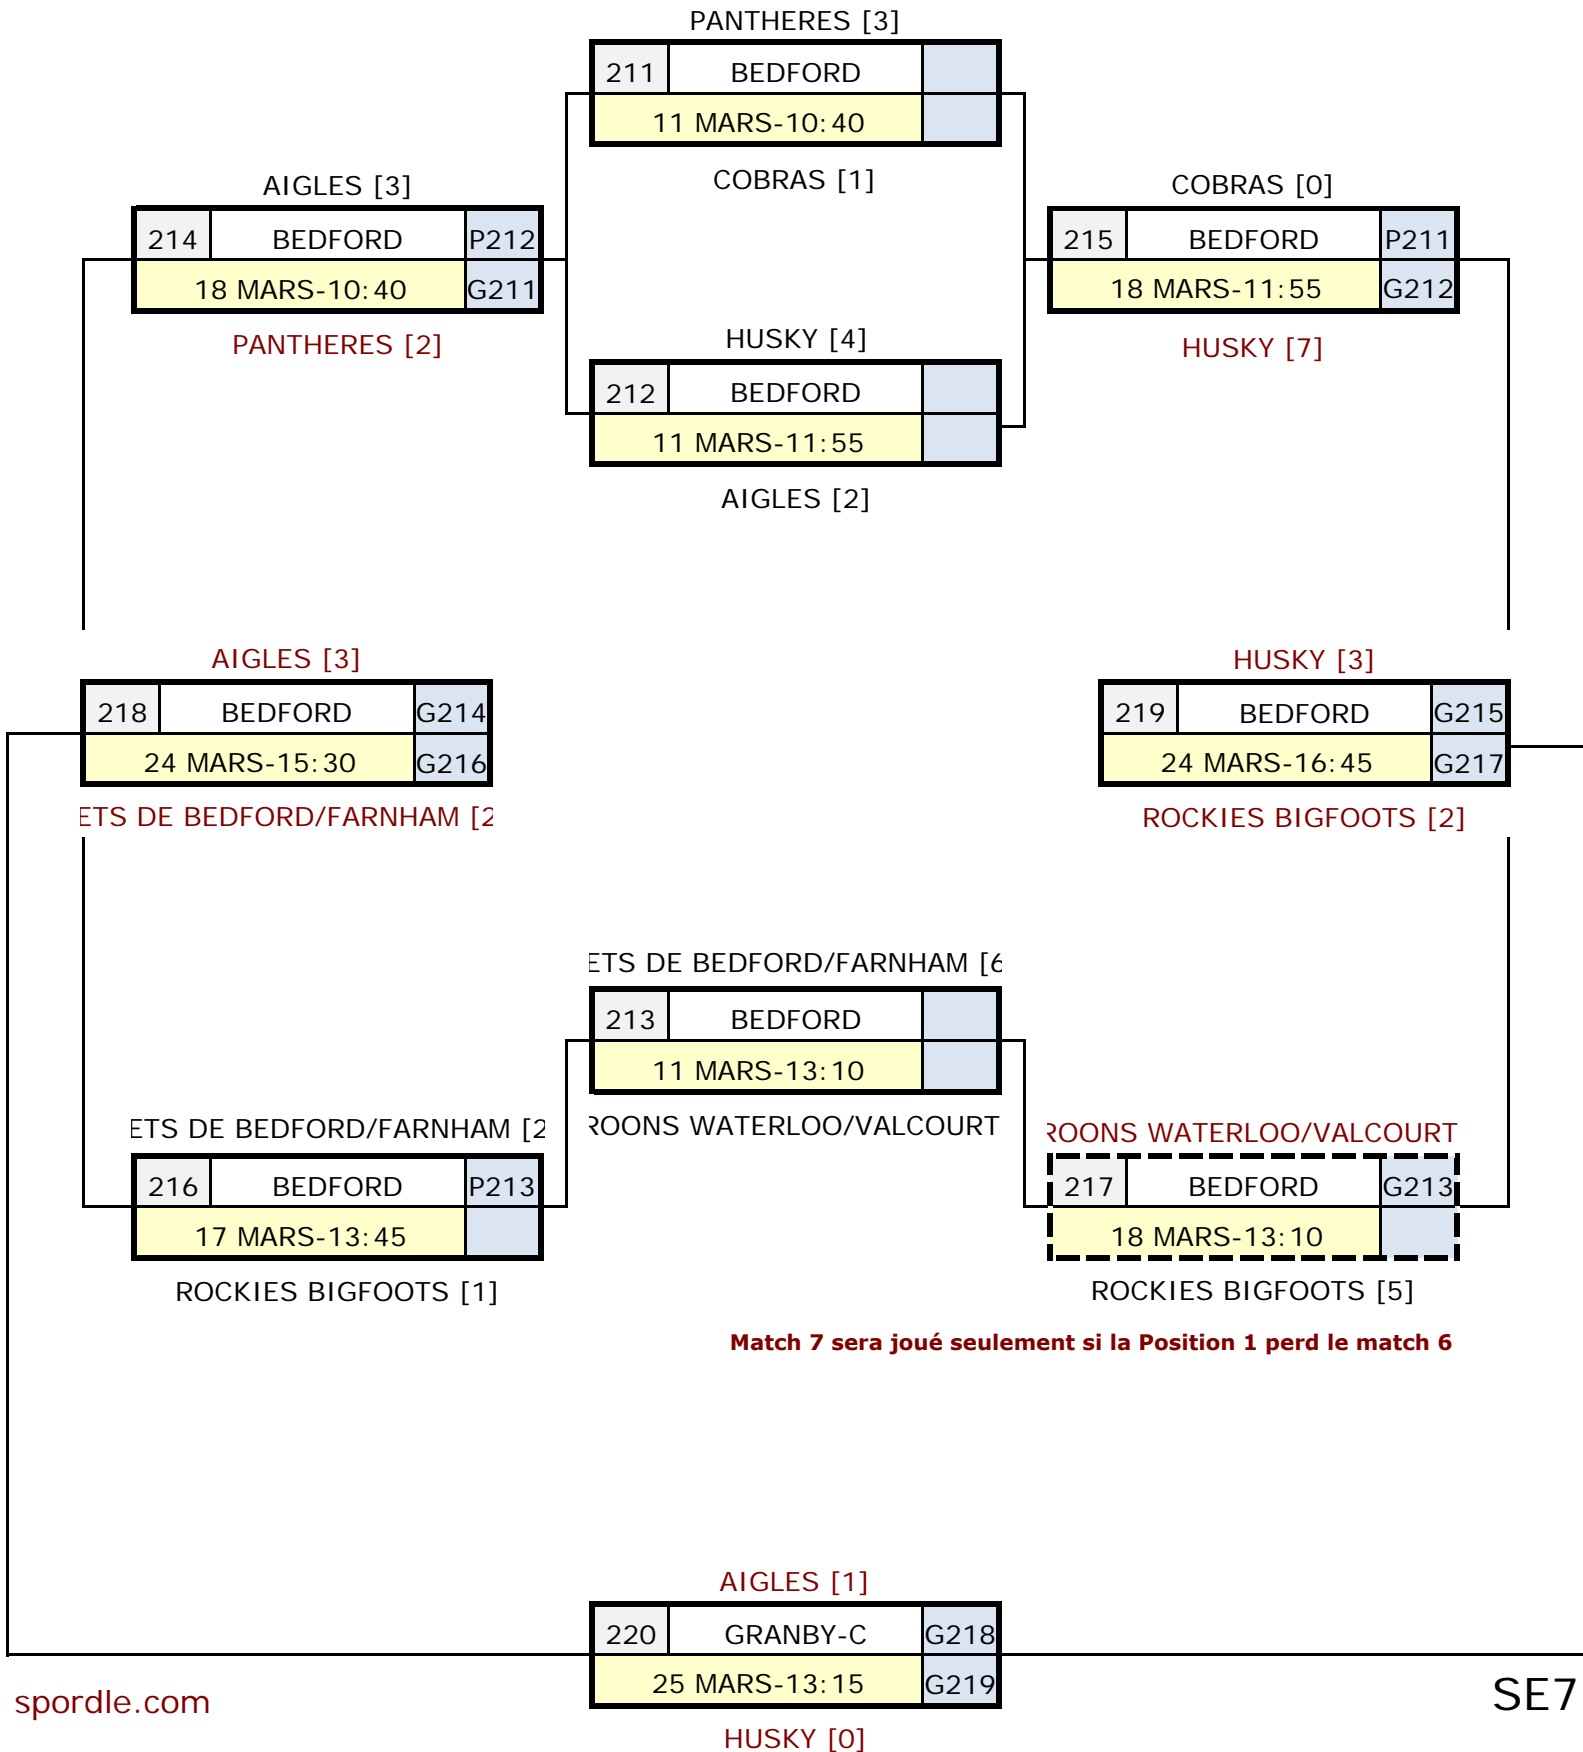 PANTHERES [3]
211 BEDFORD
11 MARS-10:40
COBRAS [1]
AIGLES [3]
214 BEDFORD P212
18 MARS-10:40 G211
PANTHERES [2]
COBRAS [0]
215 BEDFORD P211
18 MARS-11:55 G212
HUSKY [7]
HUSKY [4]
212 BEDFORD
11 MARS-11:55
AIGLES [2]
AIGLES [3]
218 BEDFORD G214
24 MARS-15:30 G216
ETS DE BEDFORD/FARNHAM [2
HUSKY [3]
219 BEDFORD G215
24 MARS-16:45 G217
ROCKIES BIGFOOTS [2]
ETS DE BEDFORD/FARNHAM [6
213 BEDFORD
11 MARS-13:10
ROONS WATERLOO/VALCOURT
ETS DE BEDFORD/FARNHAM [2
216 BEDFORD P213
17 MARS-13:45
ROCKIES BIGFOOTS [1]
ROONS WATERLOO/VALCOURT
217 BEDFORD G213
18 MARS-13:10
ROCKIES BIGFOOTS [5]
Match 7 sera joué seulement si la Position 1 perd le match 6
AIGLES [1]
220 GRANBY-C G218
25 MARS-13:15 G219
HUSKY [0]
spordle.com
SE7